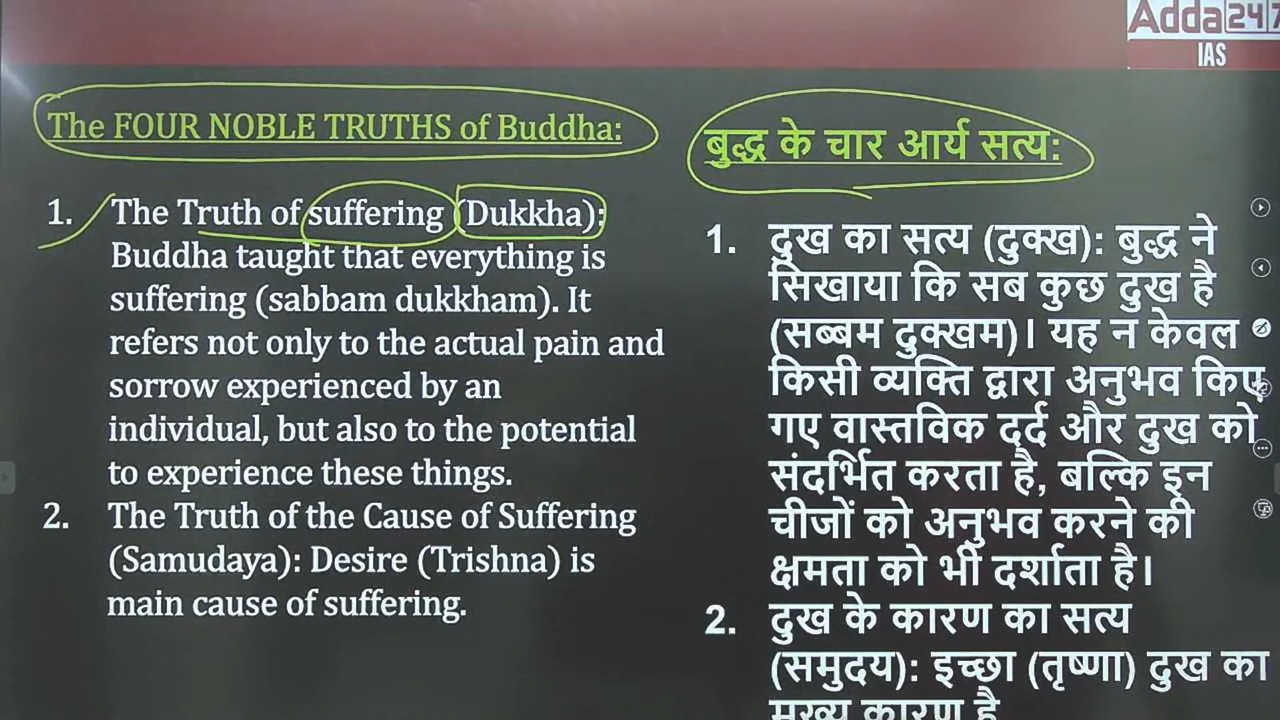 Adda247
IAS
The FOUR NOBLE TRUTHS of Buddha:
1. The Truth of suffering (Dukkha):
Buddha taught that everything is
suffering (sabbam dukkham). It
refers not only to the actual pain and
sorrow experienced by an
individual, but also to the potential
to experience these things.
2. The Truth of the Cause of Suffering
(Samudaya): Desire (Trishna) is
main cause of suffering.
बुद्ध के चार आर्य सत्य:
1. दुख का सत्य (दुक्ख): बुद्ध ने
सिखाया कि सब कुछ दुख है
(सब्बम दुक्खम)। यह न केवल
किसी व्यक्ति द्वारा अनुभव किए
गए वास्तविक दर्द और दुख को
संदर्भित करता है, बल्कि इन
चीजों को अनुभव करने की
क्षमता को भी दर्शाता है।
2. दुख के कारण का सत्य
(समुदय): इच्छा (तृष्णा) दुख का
मुख्य कारण है